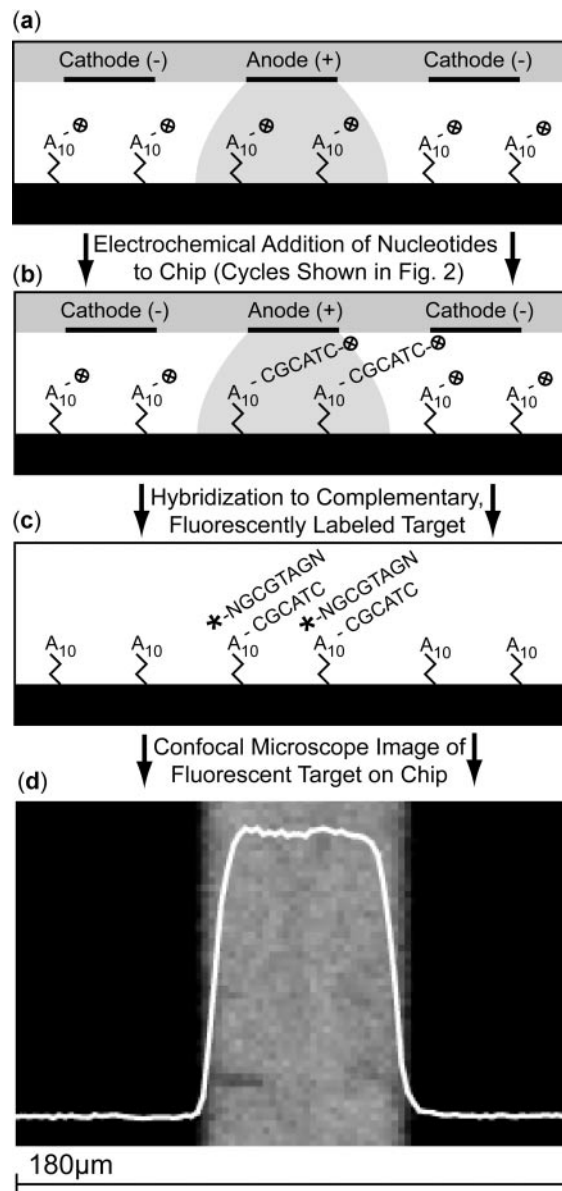 (a)
Cathode (-) Anode (+) Cathode (-)
A10 -⊗ A10 -⊗ A10 -⊗ A10 -⊗ A10 -⊗ A10 -⊗
Electrochemical Addition of Nucleotides
to Chip (Cycles Shown in Fig. 2)
(b)
Cathode (-) Anode (+) Cathode (-)
A10 -⊗ A10 -⊗ A10 - CGCATC-⊗ A10 - CGCATC-⊗ A10 -⊗ A10 -⊗
Hybridization to Complementary,
Fluorescently Labeled Target
(c)
*-NGCGTAGN *-NGCGTAGN
A10 A10 A10 - CGCATC A10 - CGCATC A10 A10
Confocal Microscope Image of
Fluorescent Target on Chip
(d)
180μm